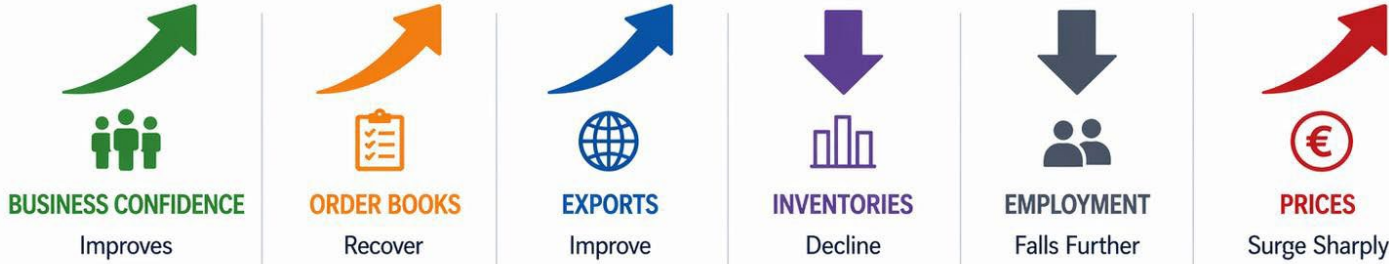 BUSINESS CONFIDENCE
Improves
ORDER BOOKS
Recover
EXPORTS
Improve
INVENTORIES
Decline
EMPLOYMENT
Falls Further
€
PRICES
Surge Sharply